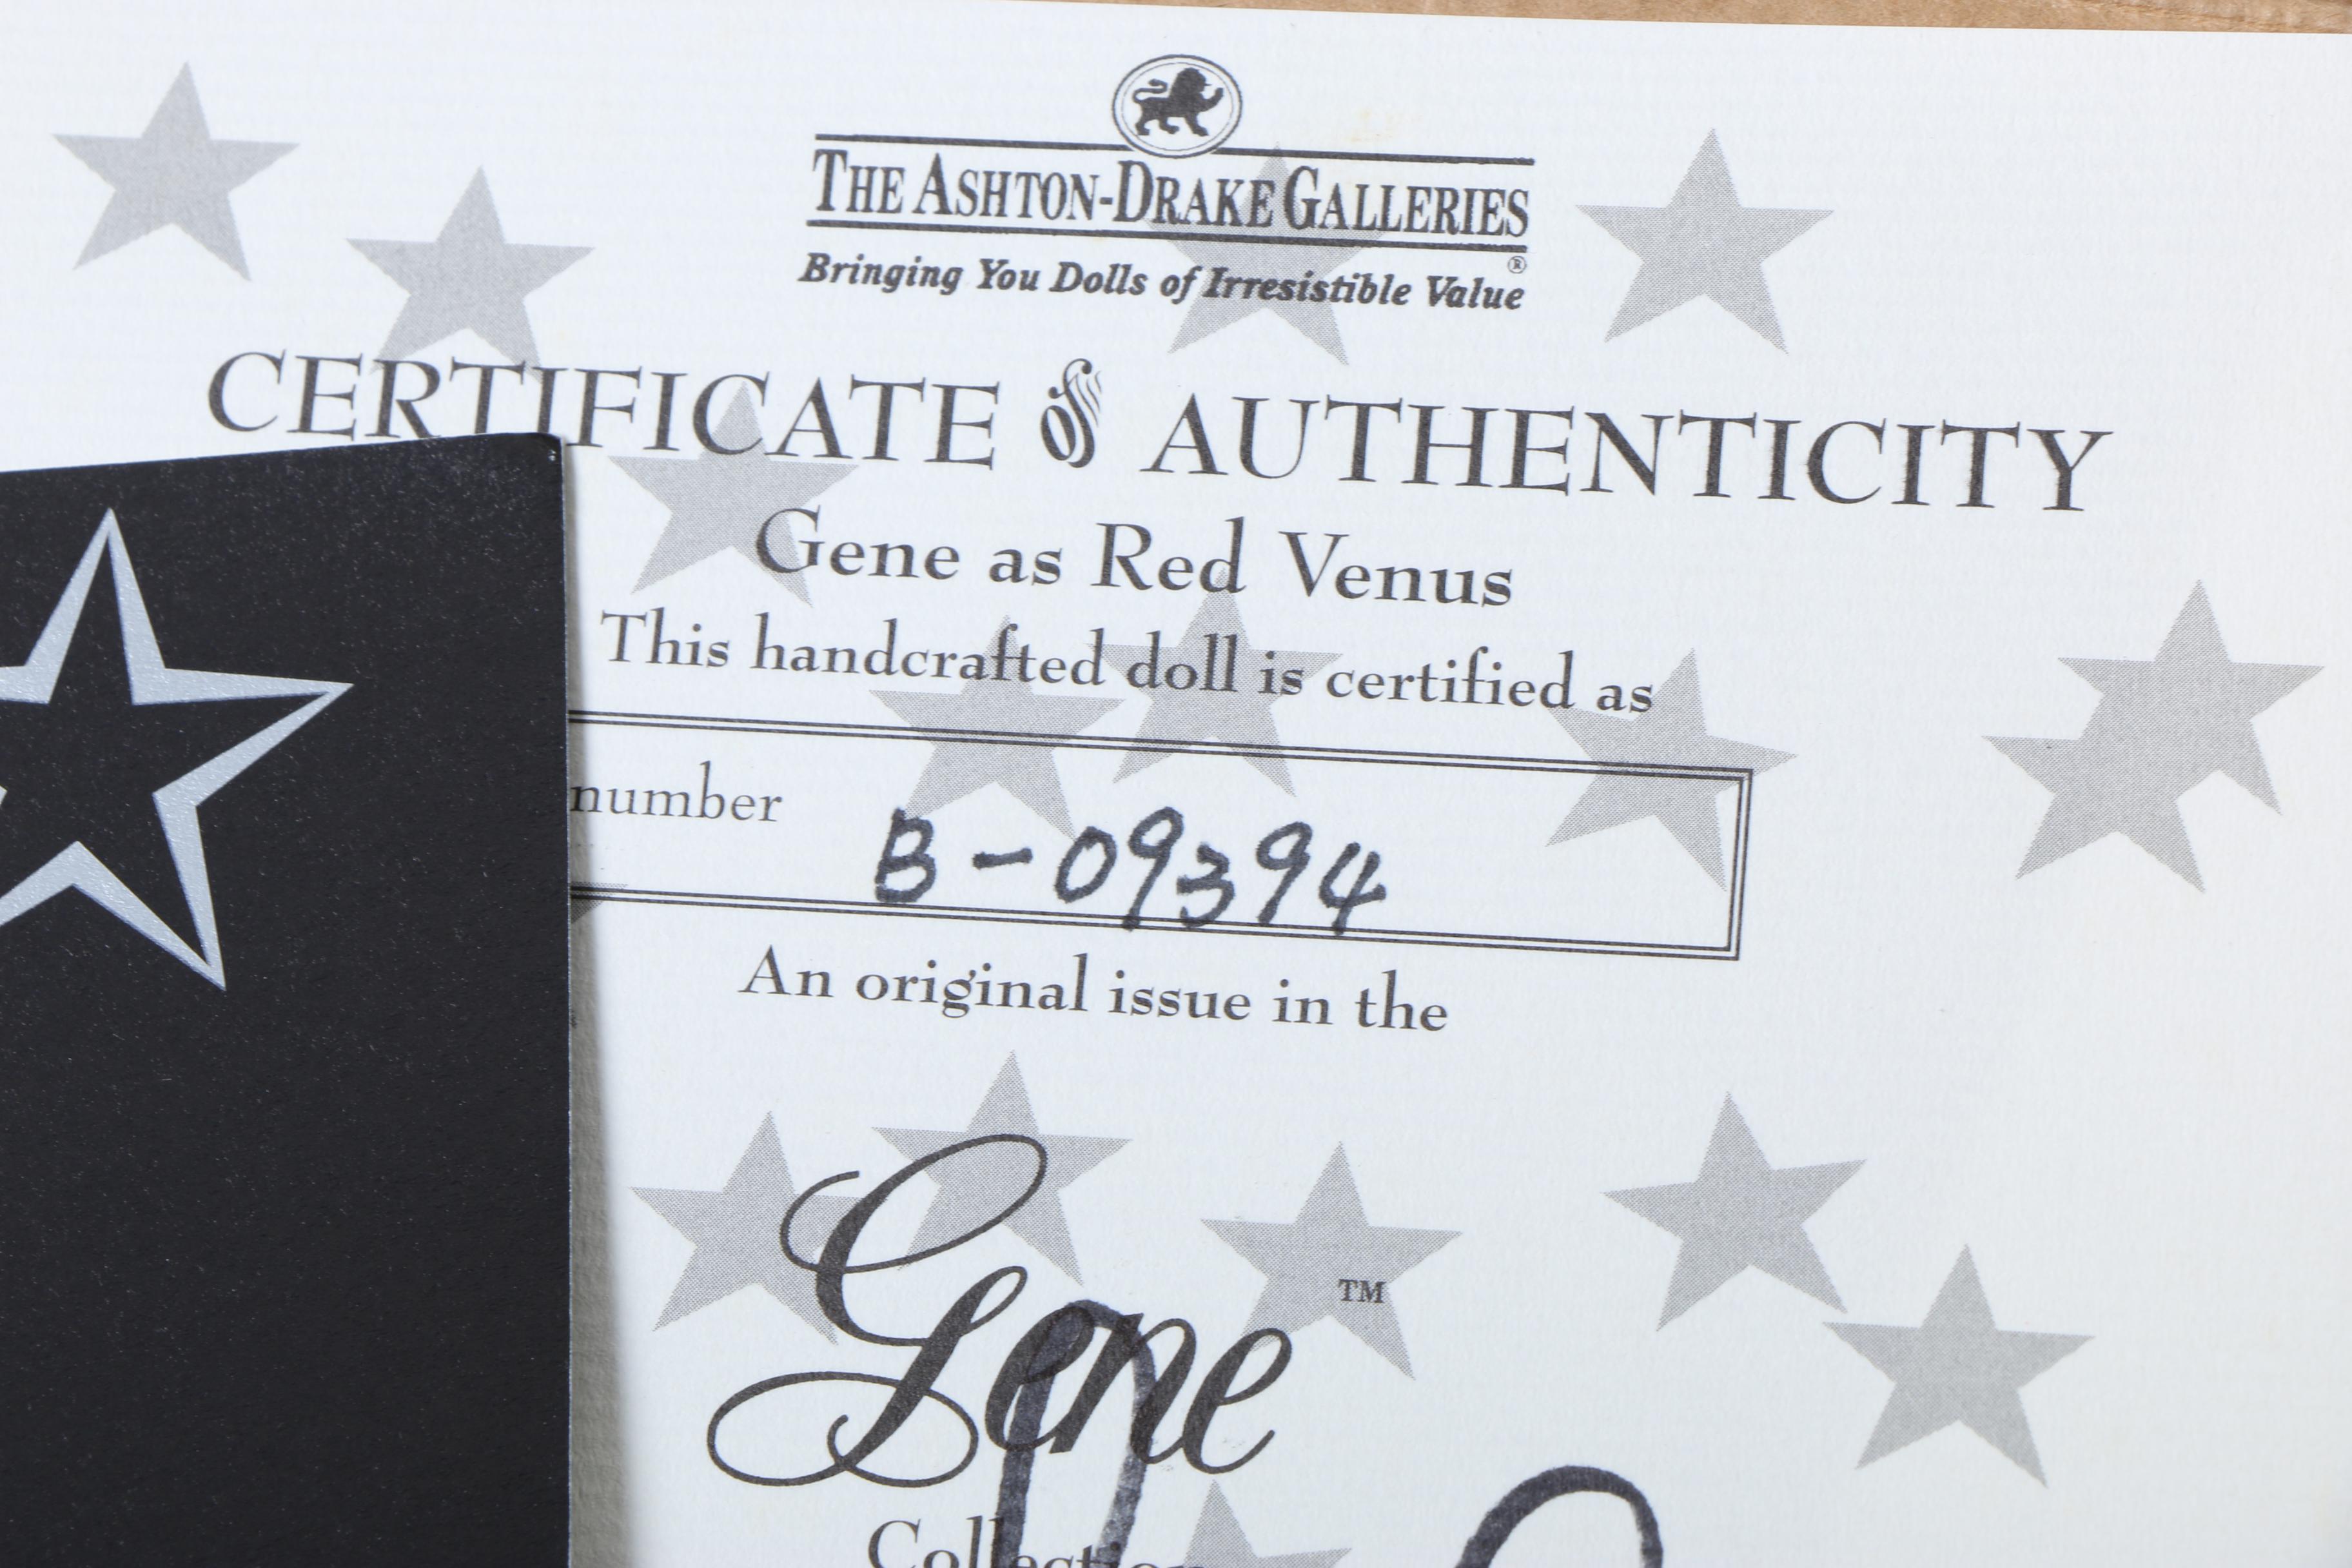 THE ASHTON-DRAKE GALLERIES
®
Bringing You Dolls of Irresistible Value
CERTIFICATE of AUTHENTICITY
Gene as Red Venus
This handcrafted doll is certified as
number B-09394
An original issue in the
Gene™
Collection